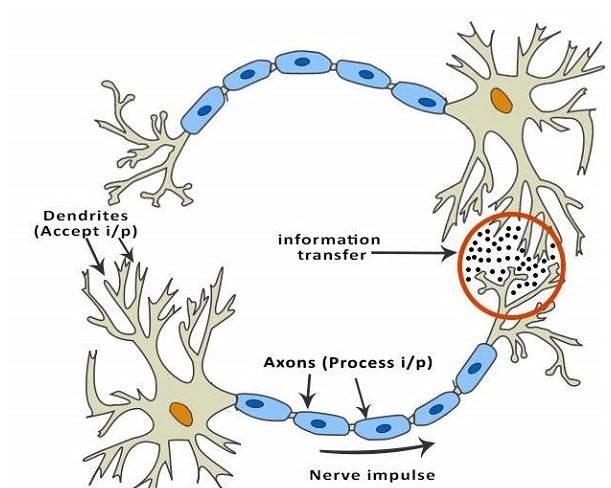 Dendrites
(Accept i/p)
information
transfer
Axons (Process i/p)
Nerve impulse